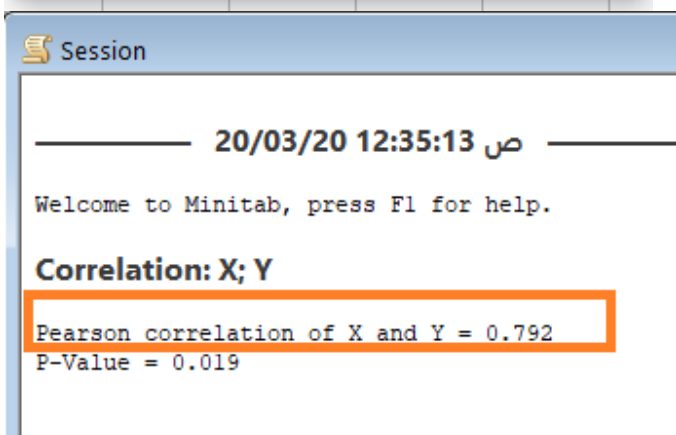 Session
20/03/20 12:35:13 ص
Welcome to Minitab, press F1 for help.
Correlation: X; Y
Pearson correlation of X and Y = 0.792
P-Value = 0.019